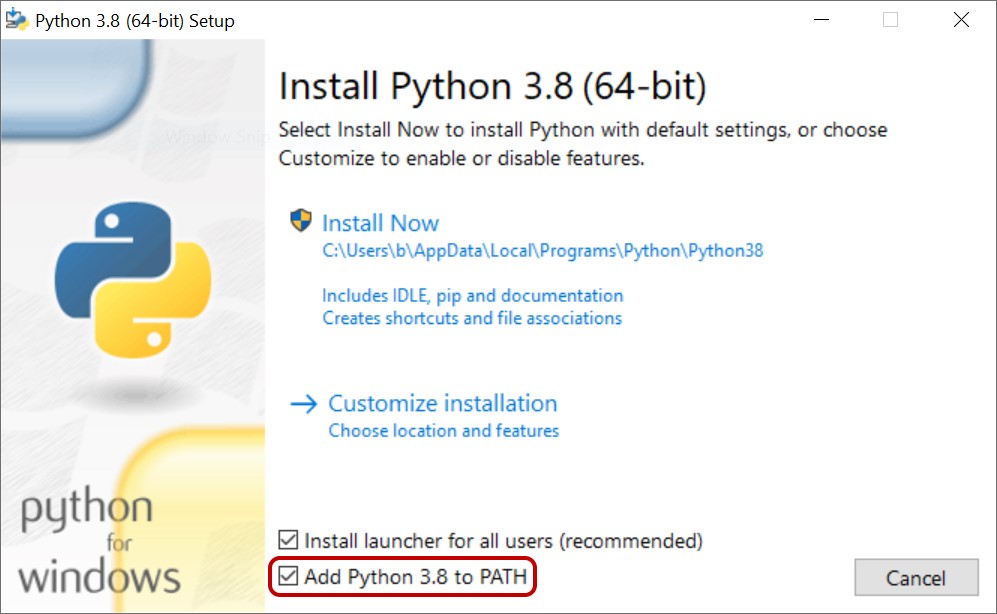 Python 3.8 (64-bit) Setup
Install Python 3.8 (64-bit)
Select Install Now to install Python with default settings, or choose
Customize to enable or disable features.
Window Snip
Install Now
C:\Users\b\AppData\Local\Programs\Python\Python38
Includes IDLE, pip and documentation
Creates shortcuts and file associations
Customize installation
Choose location and features
python
for
windows
Install launcher for all users (recommended)
Add Python 3.8 to PATH
Cancel